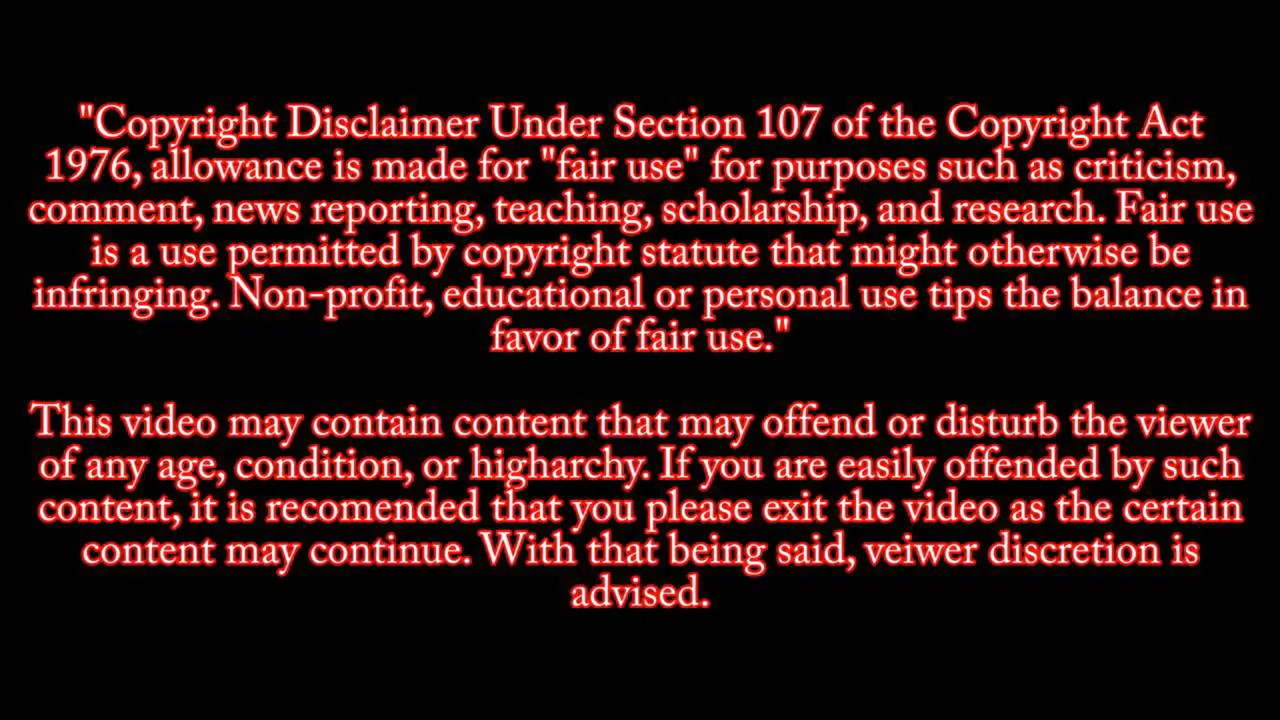 "Copyright Disclaimer Under Section 107 of the Copyright Act
1976, allowance is made for "fair use" for purposes such as criticism,
comment, news reporting, teaching, scholarship, and research. Fair use
is a use permitted by copyright statute that might otherwise be
infringing. Non-profit, educational or personal use tips the balance in
favor of fair use."
This video may contain content that may offend or disturb the viewer
of any age, condition, or higharchy. If you are easily offended by such
content, it is recomended that you please exit the video as the certain
content may continue. With that being said, veiwer discretion is
advised.